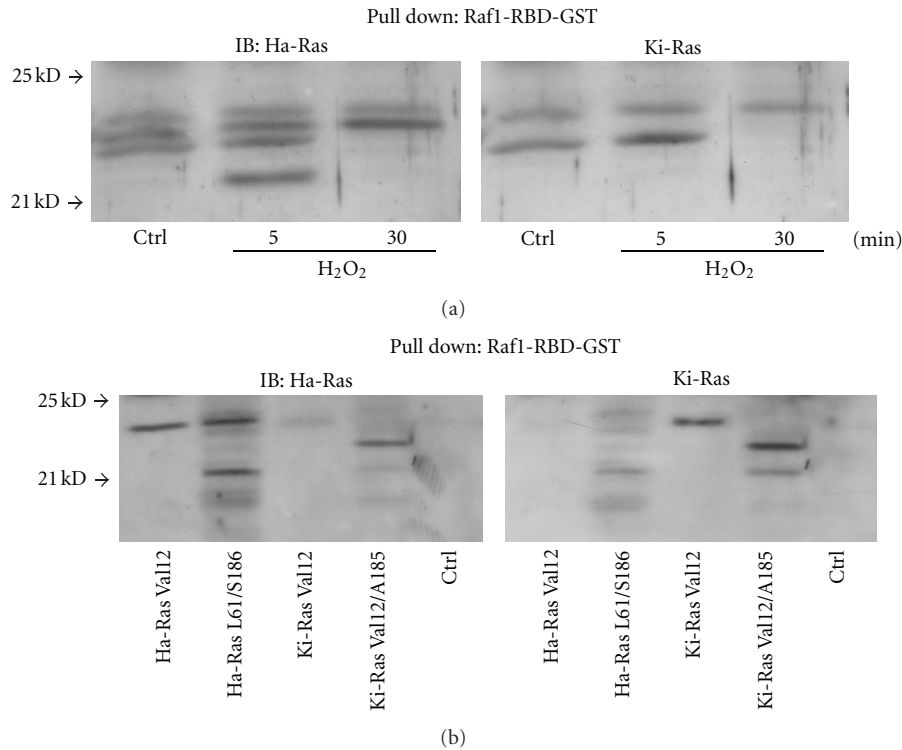 Pull down: Raf1-RBD-GST
IB: Ha-Ras Ki-Ras
25 kD →
21 kD →
Ctrl 5 30 Ctrl 5 30 (min)
H₂O₂ H₂O₂
(a)
Pull down: Raf1-RBD-GST
IB: Ha-Ras Ki-Ras
25 kD →
21 kD →
Ha-Ras Val12
Ha-Ras L61/S186
Ki-Ras Val12
Ki-Ras Val12/A185
Ctrl
Ha-Ras Val12
Ha-Ras L61/S186
Ki-Ras Val12
Ki-Ras Val12/A185
Ctrl
(b)